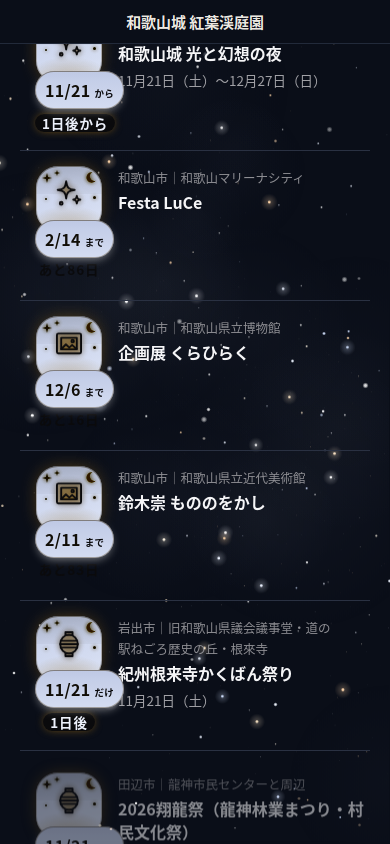 和歌山城 紅葉渓庭園
和歌山城 光と幻想の夜
11/21 から
11月21日（土）〜12月27日（日）
1日後から
和歌山市｜和歌山マリーナシティ
Festa LuCe
2/14 まで
あと86日
和歌山市｜和歌山県立博物館
企画展 くらひらく
12/6 まで
和歌山市｜和歌山県立近代美術館
鈴木崇 もののをかし
2/11 まで
岩出市｜旧和歌山県議会議事堂・道の
駅ねごろ歴史の丘・根來寺
紀州根来寺かくばん祭り
11/21 だけ
11月21日（土）
1日後
田辺市｜龍神市民センターと周辺
2026翔龍祭（龍神林業まつり・村
民文化祭）